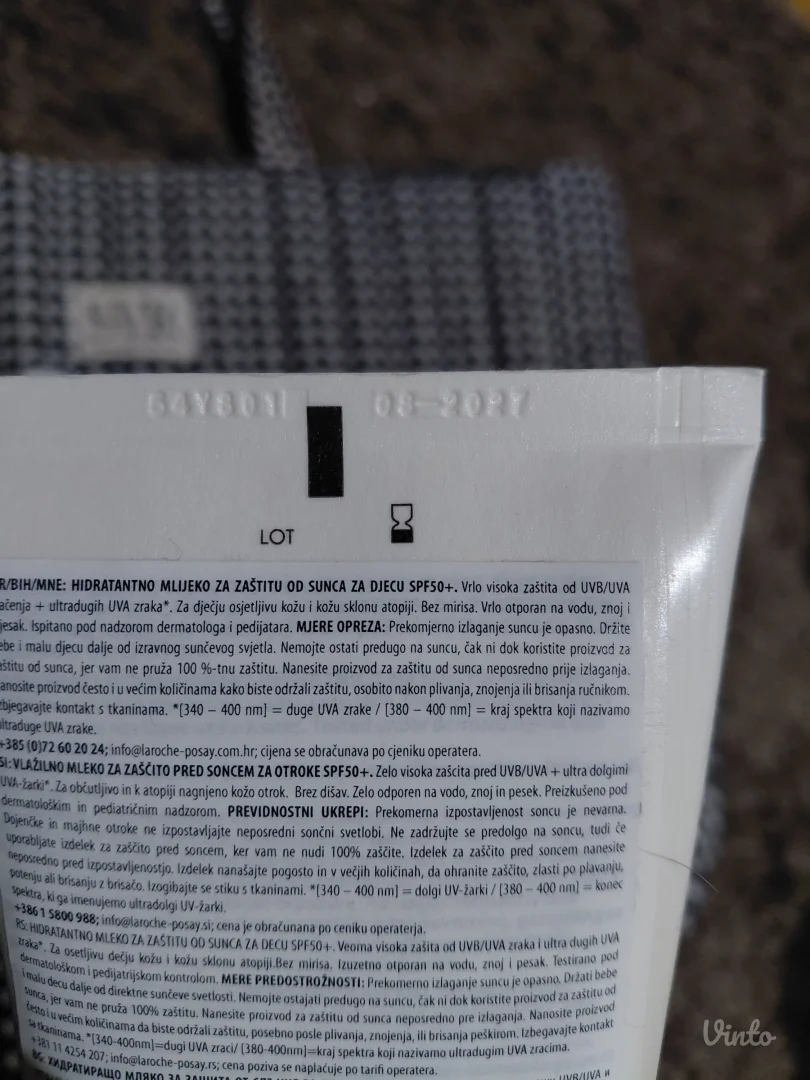 08-2027
LOT
R/BIH/MNE: HIDRATANTNO MLIJEKO ZA ZAŠTITU OD SUNCA ZA DJECU SPF50+. Vrlo visoka zaštita od UVB/UVA
ačenja + ultradugih UVA zraka*. Za dječju osjetljivu kožu i kožu sklonu atopiji. Bez mirisa. Vrlo otporan na vodu, znoj i
jesak. Ispitano pod nadzorom dermatologa i pedijatara. MJERE OPREZA: Prekomjerno izlaganje suncu je opasno. Držite
ebe i malu djecu dalje od izravnog sunčevog svjetla. Nemojte ostati predugo na suncu, čak ni dok koristite proizvod za
aštitu od sunca, jer vam ne pruža 100 %-tnu zaštitu. Nanesite proizvod za zaštitu od sunca neposredno prije izlaganja.
anosite proizvod često i u većim količinama kako biste održali zaštitu, osobito nakon plivanja, znojenja ili brisanja ručnikom.
zbjegavajte kontakt s tkaninama. *[340 – 400 nm] = duge UVA zrake / [380 – 400 nm] = kraj spektra koji nazivamo
ltraduge UVA zrake.
+385 (0)72 60 20 24; info@laroche-posay.com.hr; cijena se obračunava po cjeniku operatera.
SI: VLAŽILNO MLEKO ZA ZAŠČITO PRED SONCEM ZA OTROKE SPF50+. Zelo visoka zašcita pred UVB/UVA + ultra dolgimi
UVA-žarki*. Za občutljivo in k atopiji nagnjeno kožo otrok. Brez dišav. Zelo odporen na vodo, znoj in pesek. Preizkušeno pod
dermatološkim in pediatričnim nadzorom. PREVIDNOSTNI UKREPI: Prekomerna izpostavljenost soncu je nevarna.
Dojenčke in majhne otroke ne izpostavljajte neposredni sončni svetlobi. Ne zadržujte se predolgo na soncu, tudi če
uporabljate izdelek za zaščito pred soncem, ker vam ne nudi 100% zaščite. Izdelek za zaščito pred soncem nanesite
neposredno pred izpostavljenostjo. Izdelek nanašajte pogosto in v večjih količinah, da ohranite zaščito, zlasti po plavanju,
potenju ali brisanju z brisačo. Izogibajte se stiku s tkaninami. *[340 – 400 nm] = dolgi UV-žarki / [380 – 400 nm] = konec
spektra, ki ga imenujemo ultradolgi UV-žarki.
+386 1 5800 988; info@laroche-posay.si; cena je obračunana po ceniku operaterja.
RS: HIDRATANTNO MLEKO ZA ZAŠTITU OD SUNCA ZA DECU SPF50+. Veoma visoka zašita od UVB/UVA zraka i ultra dugih UVA
zraka*. Za osetljivu dečju kožu i kožu sklonu atopiji.Bez mirisa. Izuzetno otporan na vodu, znoj i pesak. Testirano pod
dermatološkom i pedijatrijskom kontrolom. MERE PREDOSTROŽNOSTI: Prekomerno izlaganje suncu je opasno. Držati bebe
i malu decu dalje od direktne sunčeve svetlosti. Nemojte ostajati predugo na suncu, čak ni dok koristite proizvod za zaštitu od
sunca, jer vam ne pruža 100% zaštitu. Nanesite proizvod za zaštitu od sunca neposredno pre izlaganja. Nanosite proizvod
često i u većim količinama da biste održali zaštitu, posebno posle plivanja, znojenja, ili brisanja peškirom. Izbegavajte kontakt
sa tkaninama. *[340-400nm]=dugi UVA zraci/ [380-400nm]=kraj spektra koji nazivamo ultradugim UVA zracima.
+381 11 4254 207; info@laroche-posay.rs; cena poziva se naplaćuje po tarifi operatera.
BG: ХИДРАТИРАЩО МЛЯКО ЗА ЗАЩИТА ОТ UVB/UVA и
Vinto